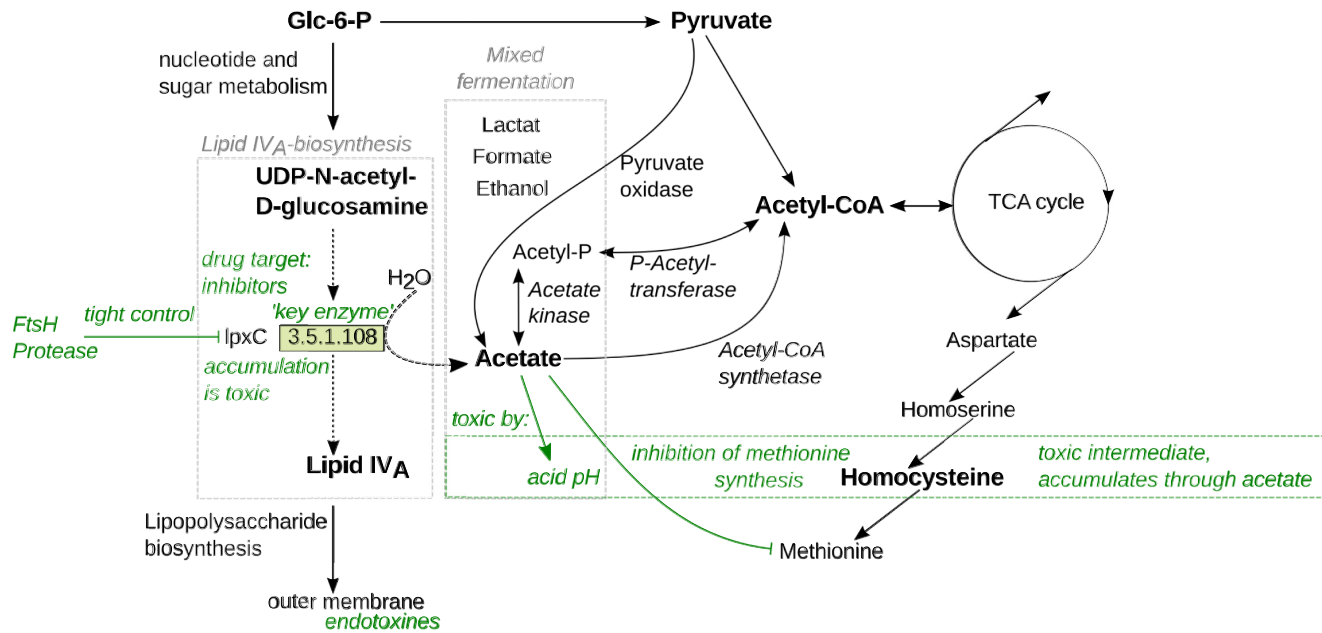 Glc-6-P
Pyruvate
nucleotide and
sugar metabolism
Mixed
fermentation
Lipid IVA-biosynthesis
Lactat
Formate
Ethanol
UDP-N-acetyl-
D-glucosamine
Pyruvate
oxidase
Acetyl-CoA
TCA cycle
drug target:
inhibitors
H2O
Acetyl-P
P-Acetyl-
transferase
Acetate
kinase
'key enzyme'
tight control
FtsH
Protease
lpxC
3.5.1.108
accumulation
is toxic
Acetate
Acetyl-CoA
synthetase
Aspartate
Homoserine
toxic by:
Lipid IVA
acid pH
inhibition of methionine
synthesis
Homocysteine
toxic intermediate,
accumulates through acetate
Lipopolysaccharide
biosynthesis
Methionine
outer membrane
endotoxines